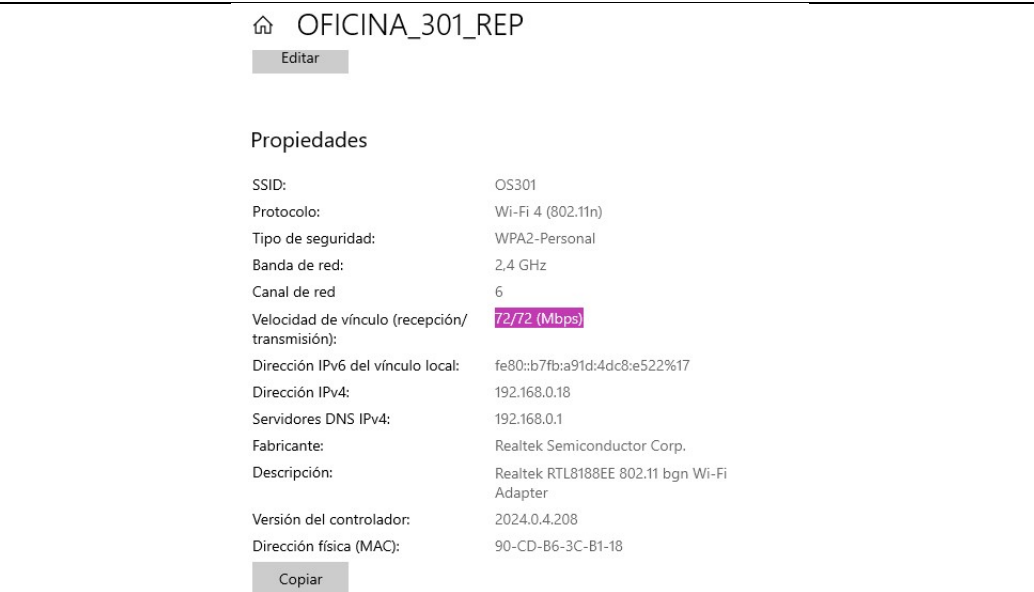 OFICINA_301_REP
Editar
Propiedades
SSID: OS301
Protocolo: Wi-Fi 4 (802.11n)
Tipo de seguridad: WPA2-Personal
Banda de red: 2,4 GHz
Canal de red 6
Velocidad de vínculo (recepción/ 72/72 (Mbps)
transmisión):
Dirección IPv6 del vínculo local: fe80::b7fb:a91d:4dc8:e522%17
Dirección IPv4: 192.168.0.18
Servidores DNS IPv4: 192.168.0.1
Fabricante: Realtek Semiconductor Corp.
Descripción: Realtek RTL8188EE 802.11 bgn Wi-Fi
Adapter
Versión del controlador: 2024.0.4.208
Dirección física (MAC): 90-CD-B6-3C-B1-18
Copiar